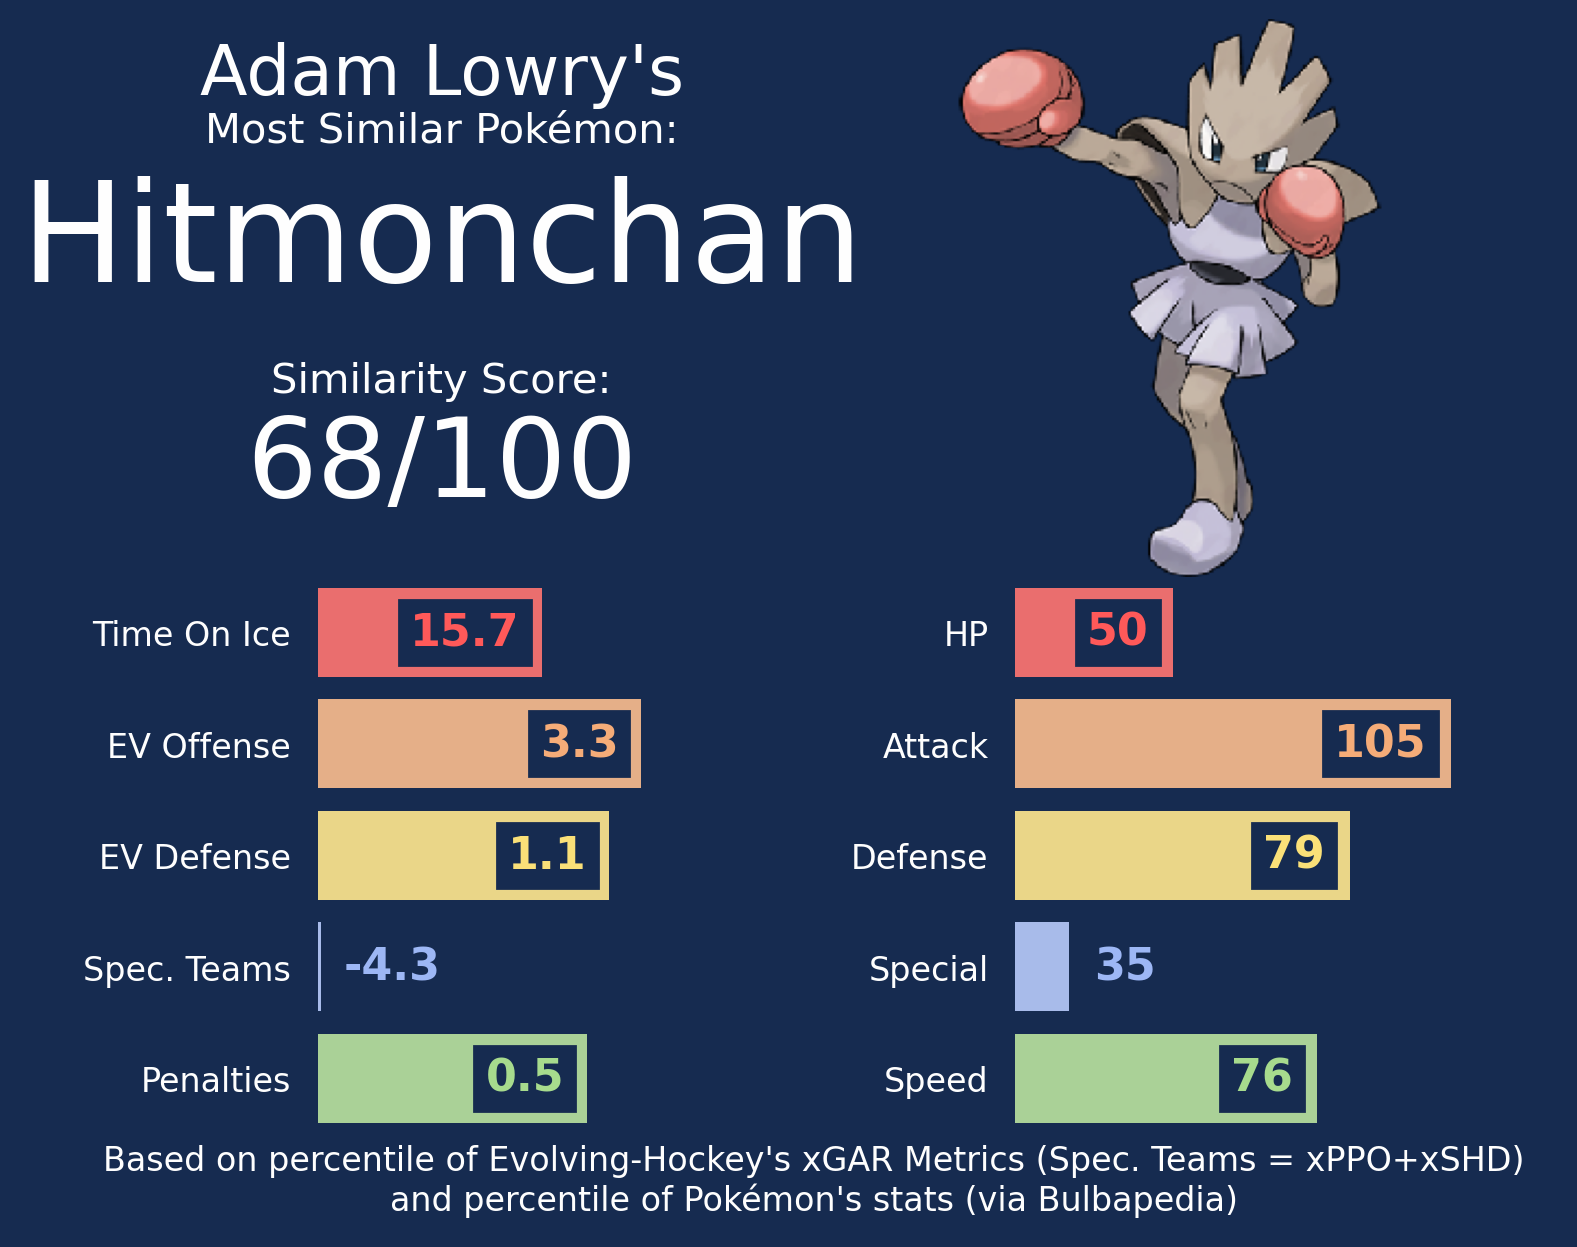 Adam Lowry's
Most Similar Pokémon:
Hitmonchan
Similarity Score:
68/100
Time On Ice 15.7
EV Offense 3.3
EV Defense 1.1
Spec. Teams -4.3
Penalties 0.5
HP 50
Attack 105
Defense 79
Special 35
Speed 76
Based on percentile of Evolving-Hockey's xGAR Metrics (Spec. Teams = xPPO+xSHD)
and percentile of Pokémon's stats (via Bulbapedia)